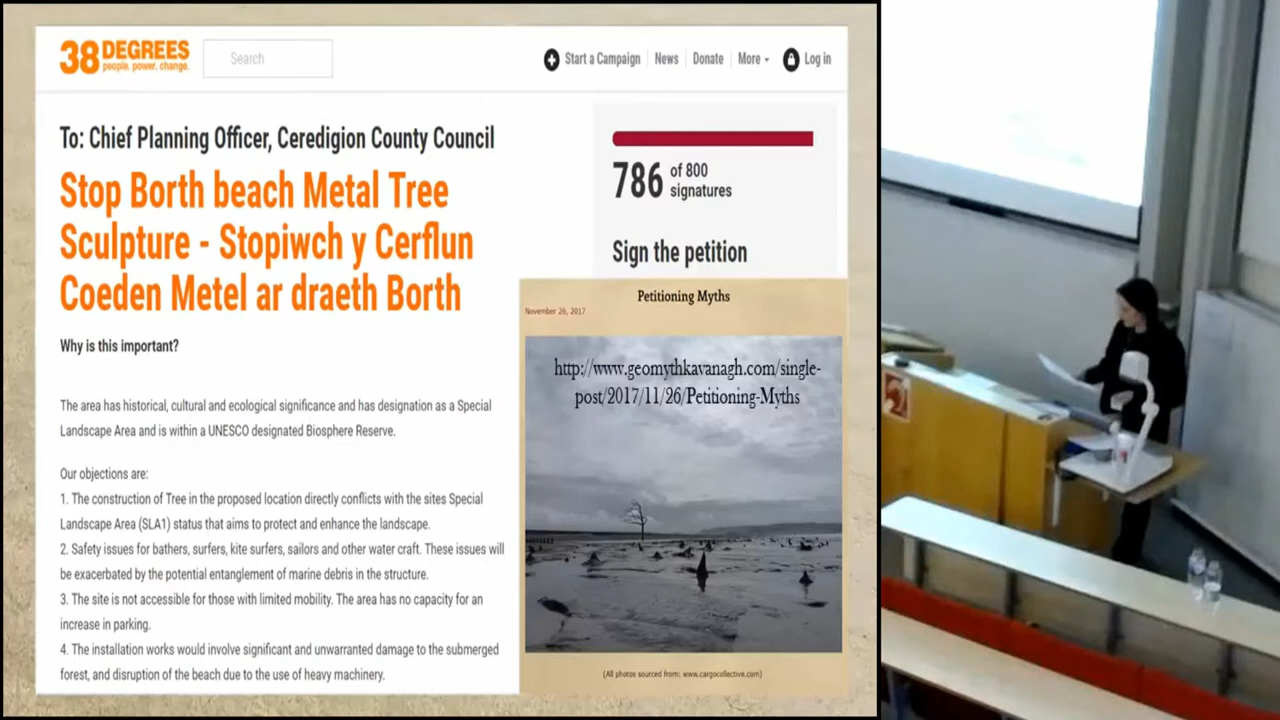 38 DEGREES
people. power. change.
Search
Start a Campaign
News
Donate
More
Log in
To: Chief Planning Officer, Ceredigion County Council
Stop Borth beach Metal Tree
Sculpture - Stopiwch y Cerflun
Coeden Metel ar draeth Borth
Why is this important?
The area has historical, cultural and ecological significance and has designation as a Special
Landscape Area and is within a UNESCO designated Biosphere Reserve.
Our objections are:
1. The construction of Tree in the proposed location directly conflicts with the sites Special
Landscape Area (SLA1) status that aims to protect and enhance the landscape.
2. Safety issues for bathers, surfers, kite surfers, sailors and other water craft. These issues will
be exacerbated by the potential entanglement of marine debris in the structure.
3. The site is not accessible for those with limited mobility. The area has no capacity for an
increase in parking.
4. The installation works would involve significant and unwarranted damage to the submerged
forest, and disruption of the beach due to the use of heavy machinery.
786 of 800
signatures
Sign the petition
Petitioning Myths
November 26, 2017
http://www.geomythkavanagh.com/single-
post/2017/11/26/Petitioning-Myths
(All photos sourced from: www.cargocollective.com)